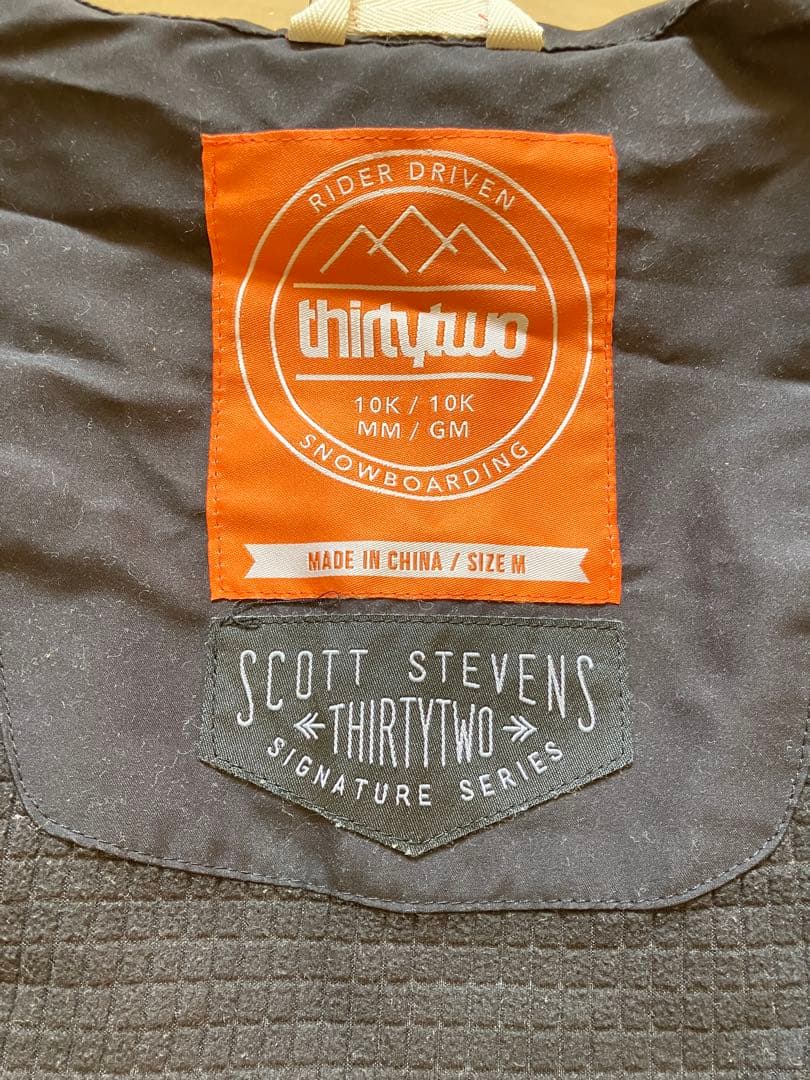 RIDER DRIVEN
thirtytwo
10K / 10K
MM / GM
SNOWBOARDING
MADE IN CHINA / SIZE M
SCOTT STEVENS
THIRTYTWO
SIGNATURE SERIES